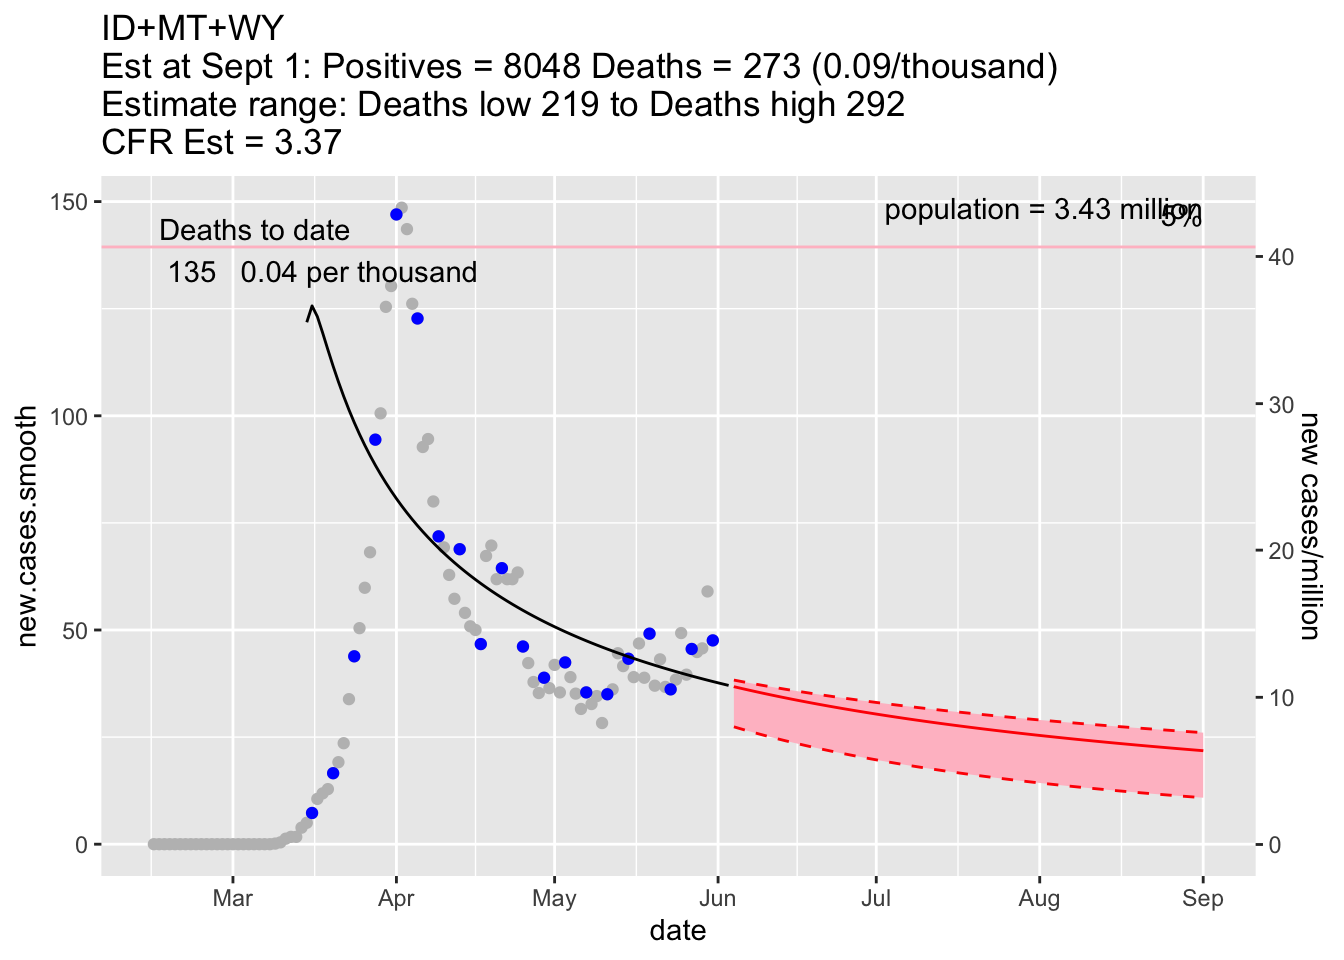 ID+MT+WY
Est at Sept 1: Positives = 8048 Deaths = 273 (0.09/thousand)
Estimate range: Deaths low 219 to Deaths high 292
CFR Est = 3.37
population = 3.43 million
5%
Deaths to date
135 0.04 per thousand
150
100
50
0
new.cases.smooth
40
30
20
10
0
new cases/million
Mar Apr May Jun Jul Aug Sep
date